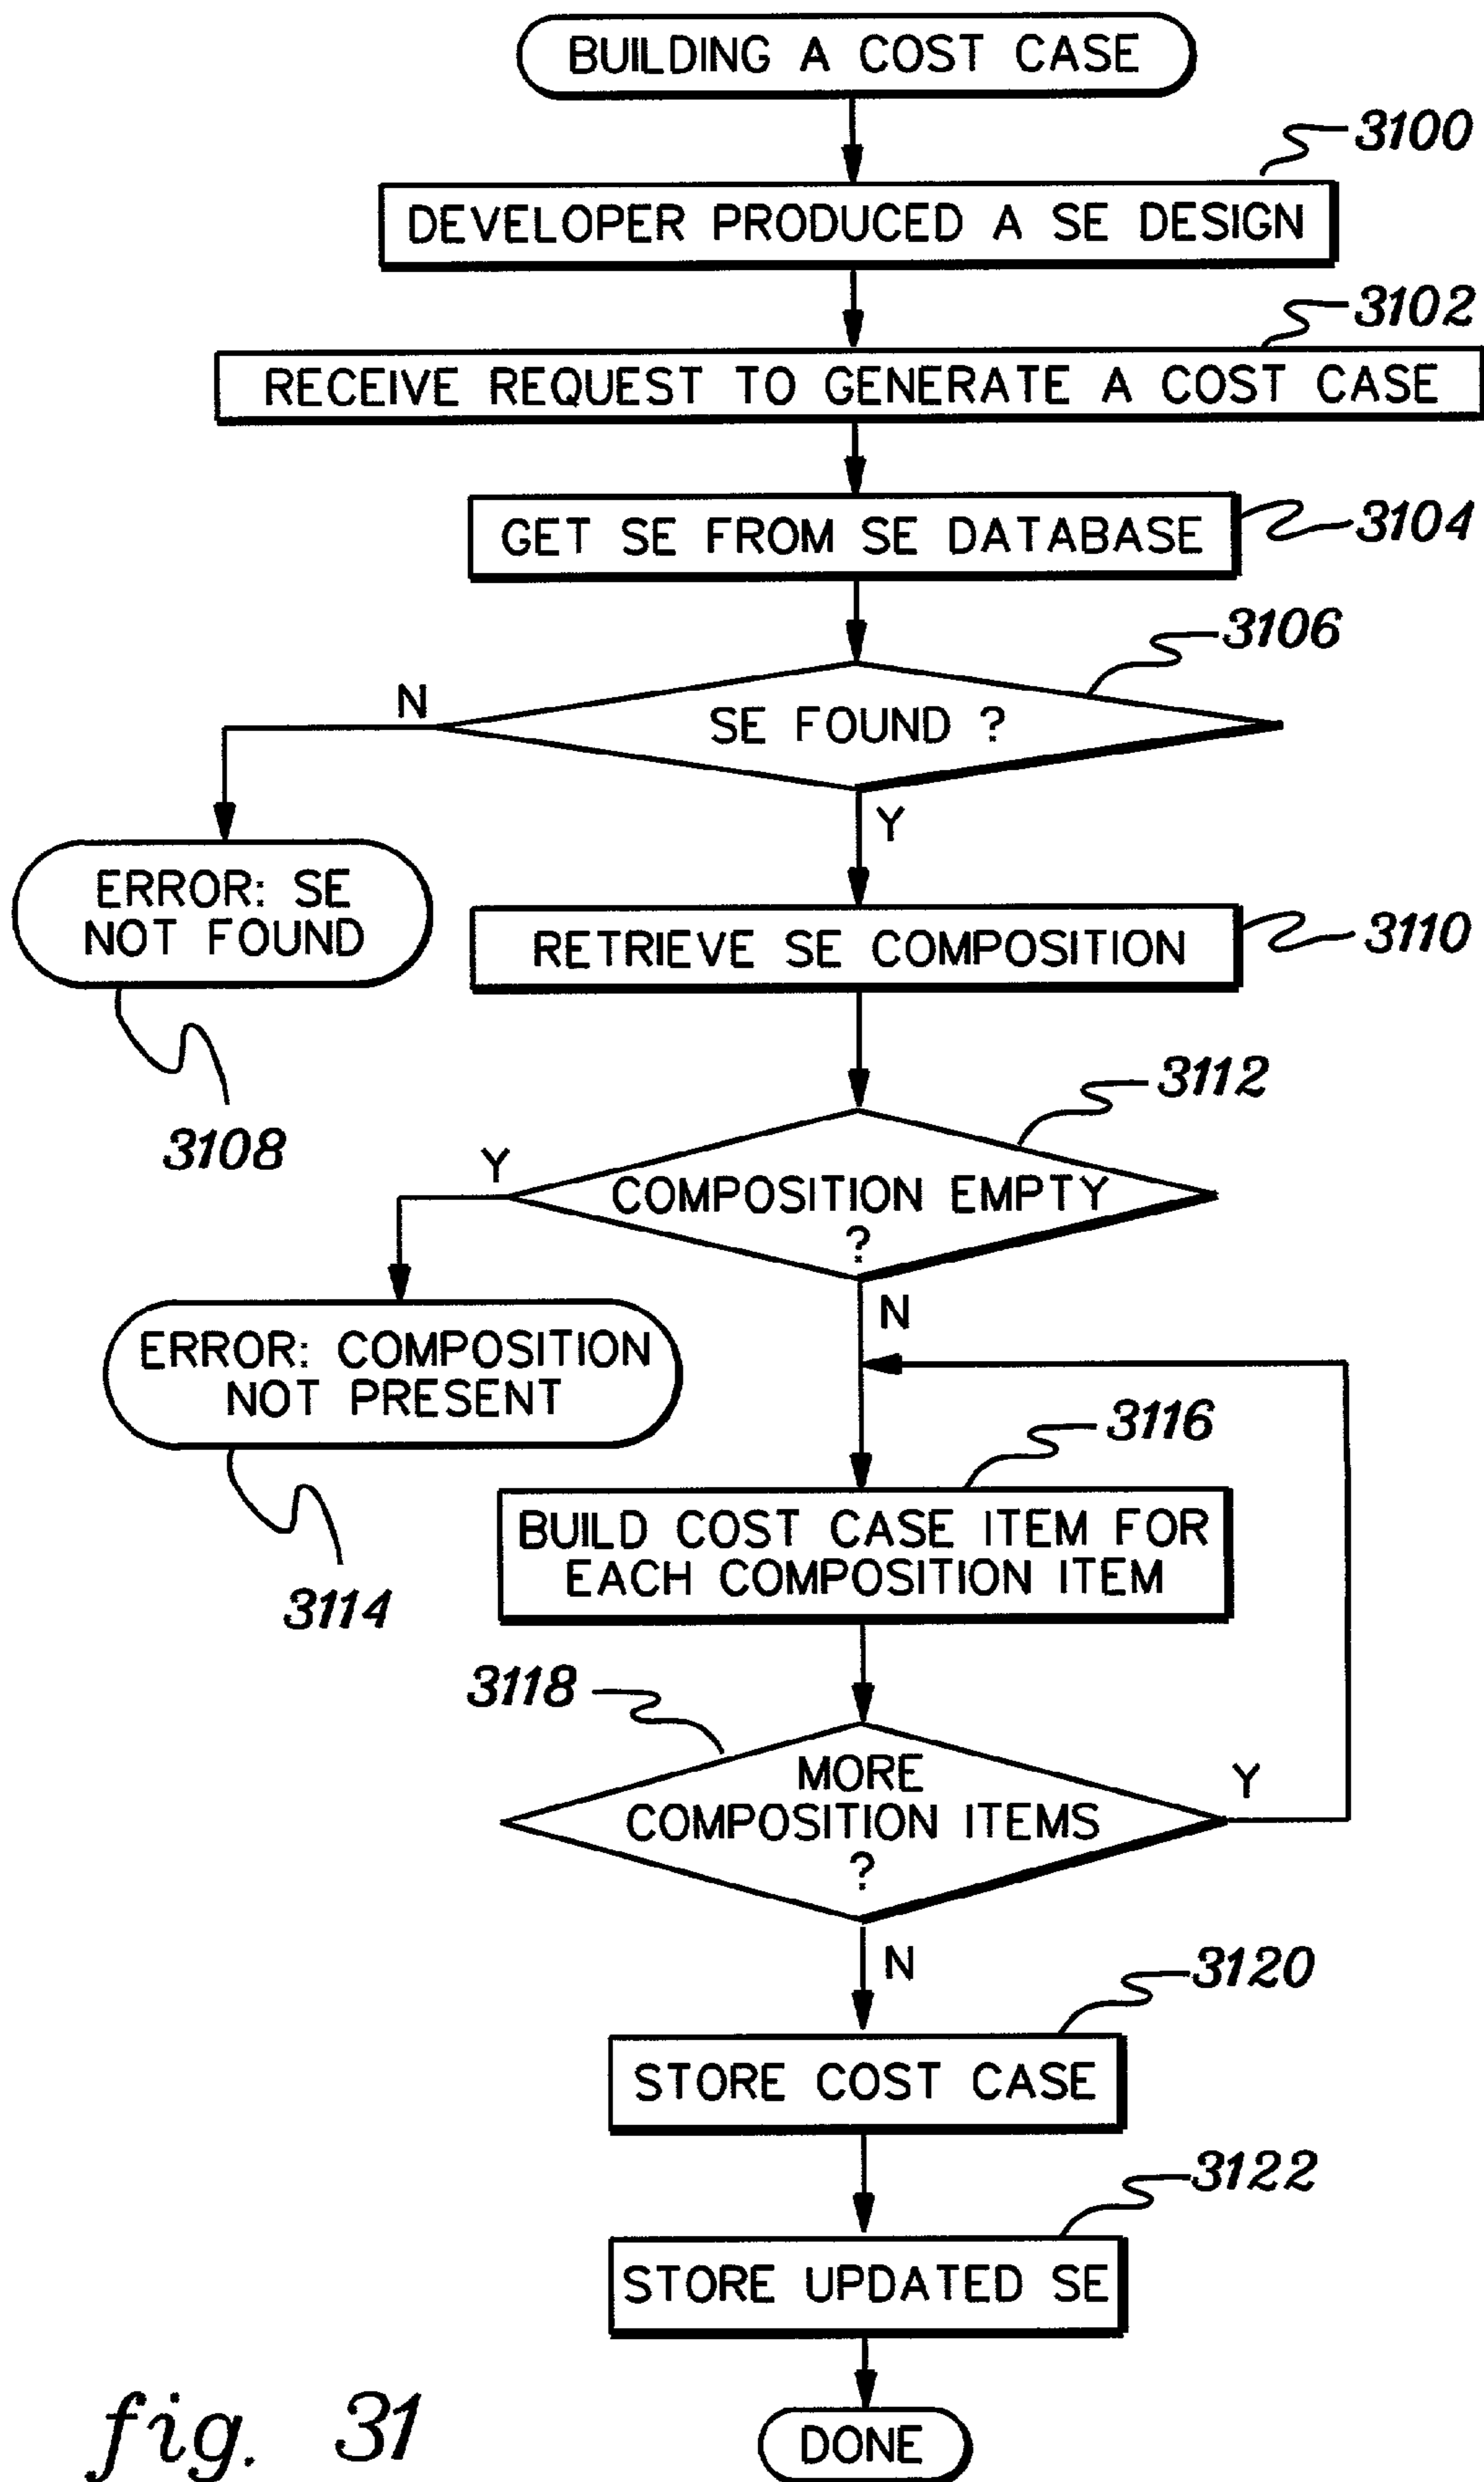 BUILDING A COST CASE
3100
DEVELOPER PRODUCED A SE DESIGN
3102
RECEIVE REQUEST TO GENERATE A COST CASE
GET SE FROM SE DATABASE
3104
3106
N
SE FOUND ?
Y
ERROR: SE
NOT FOUND
RETRIEVE SE COMPOSITION
3110
3108
3112
Y
COMPOSITION EMPTY
?
N
ERROR: COMPOSITION
NOT PRESENT
3116
BUILD COST CASE ITEM FOR
EACH COMPOSITION ITEM
3114
3118
MORE
COMPOSITION ITEMS
?
Y
N
3120
STORE COST CASE
3122
STORE UPDATED SE
DONE
fig. 31